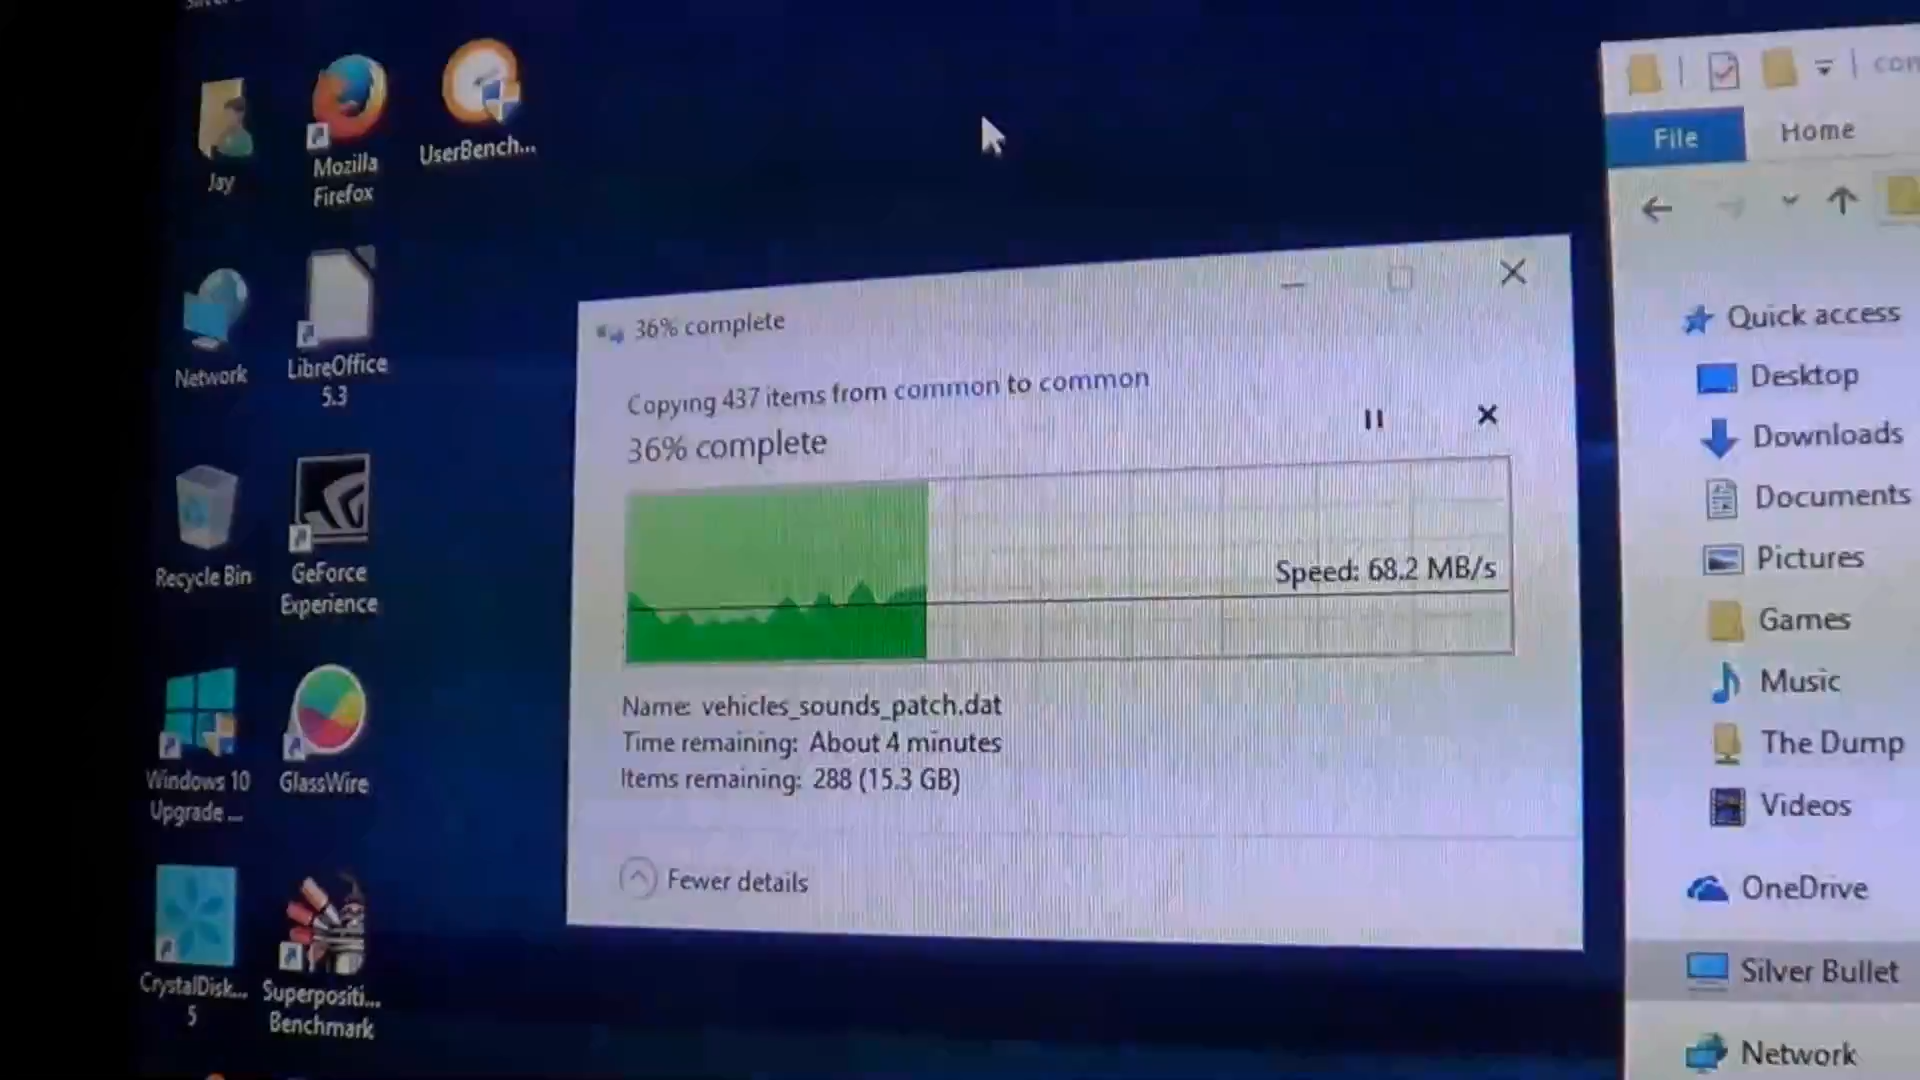 Jay
Mozilla
Firefox
UserBench...
Network
LibreOffice
5.3
Recycle Bin
GeForce
Experience
Windows 10
Upgrade ...
GlassWire
CrystalDisk...
5
Superpositi...
Benchmark
36% complete
Copying 437 items from common to common
36% complete
Speed: 68.2 MB/s
Name: vehicles_sounds_patch.dat
Time remaining: About 4 minutes
Items remaining: 288 (15.3 GB)
Fewer details
File
Home
Quick access
Desktop
Downloads
Documents
Pictures
Games
Music
The Dump
Videos
OneDrive
Silver Bullet
Network